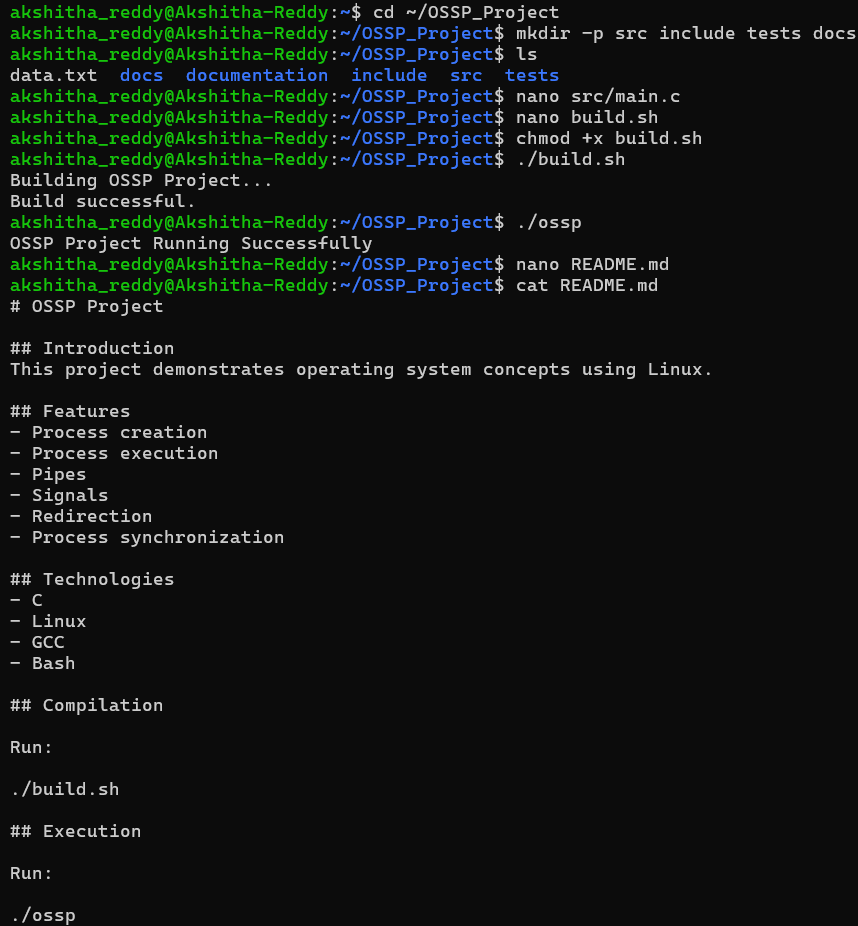 akshitha_reddy@Akshitha-Reddy:~$ cd ~/OSSP_Project
akshitha_reddy@Akshitha-Reddy:~/OSSP_Project$ mkdir -p src include tests docs
akshitha_reddy@Akshitha-Reddy:~/OSSP_Project$ ls
data.txt  docs  documentation  include  src  tests
akshitha_reddy@Akshitha-Reddy:~/OSSP_Project$ nano src/main.c
akshitha_reddy@Akshitha-Reddy:~/OSSP_Project$ nano build.sh
akshitha_reddy@Akshitha-Reddy:~/OSSP_Project$ chmod +x build.sh
akshitha_reddy@Akshitha-Reddy:~/OSSP_Project$ ./build.sh
Building OSSP Project...
Build successful.
akshitha_reddy@Akshitha-Reddy:~/OSSP_Project$ ./ossp
OSSP Project Running Successfully
akshitha_reddy@Akshitha-Reddy:~/OSSP_Project$ nano README.md
akshitha_reddy@Akshitha-Reddy:~/OSSP_Project$ cat README.md
# OSSP Project
## Introduction
This project demonstrates operating system concepts using Linux.
## Features
- Process creation
- Process execution
- Pipes
- Signals
- Redirection
- Process synchronization
## Technologies
- C
- Linux
- GCC
- Bash
## Compilation
Run:
./build.sh
## Execution
Run:
./ossp